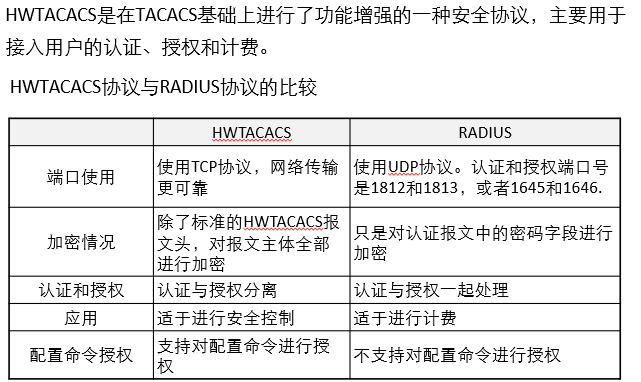 HWTACACS是在TACACS基础上进行了功能增强的一种安全协议，主要用于
接入用户的认证、授权和计费。
HWTACACS协议与RADIUS协议的比较
HWTACACS
RADIUS
端口使用
使用TCP协议，网络传输
更可靠
使用UDP协议。认证和授权端口号
是1812和1813，或者1645和1646.
加密情况
除了标准的HWTACACS报
文头，对报文主体全部
进行加密
只是对认证报文中的密码字段进行
加密
认证和授权
认证与授权分离
认证与授权一起处理
应用
适于进行安全控制
适于进行计费
配置命令授权
支持对配置命令进行授
权
不支持对配置命令进行授权